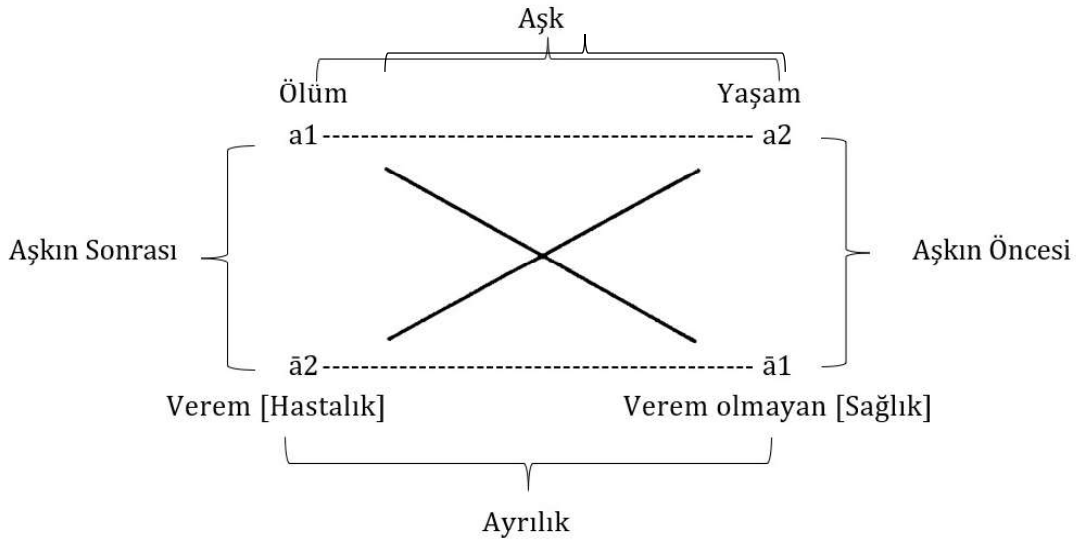 Aşk
Ölüm Yaşam
a1 a2
Aşkın Sonrası Aşkın Öncesi
ā2 ā1
Verem [Hastalık] Verem olmayan [Sağlık]
Ayrılık